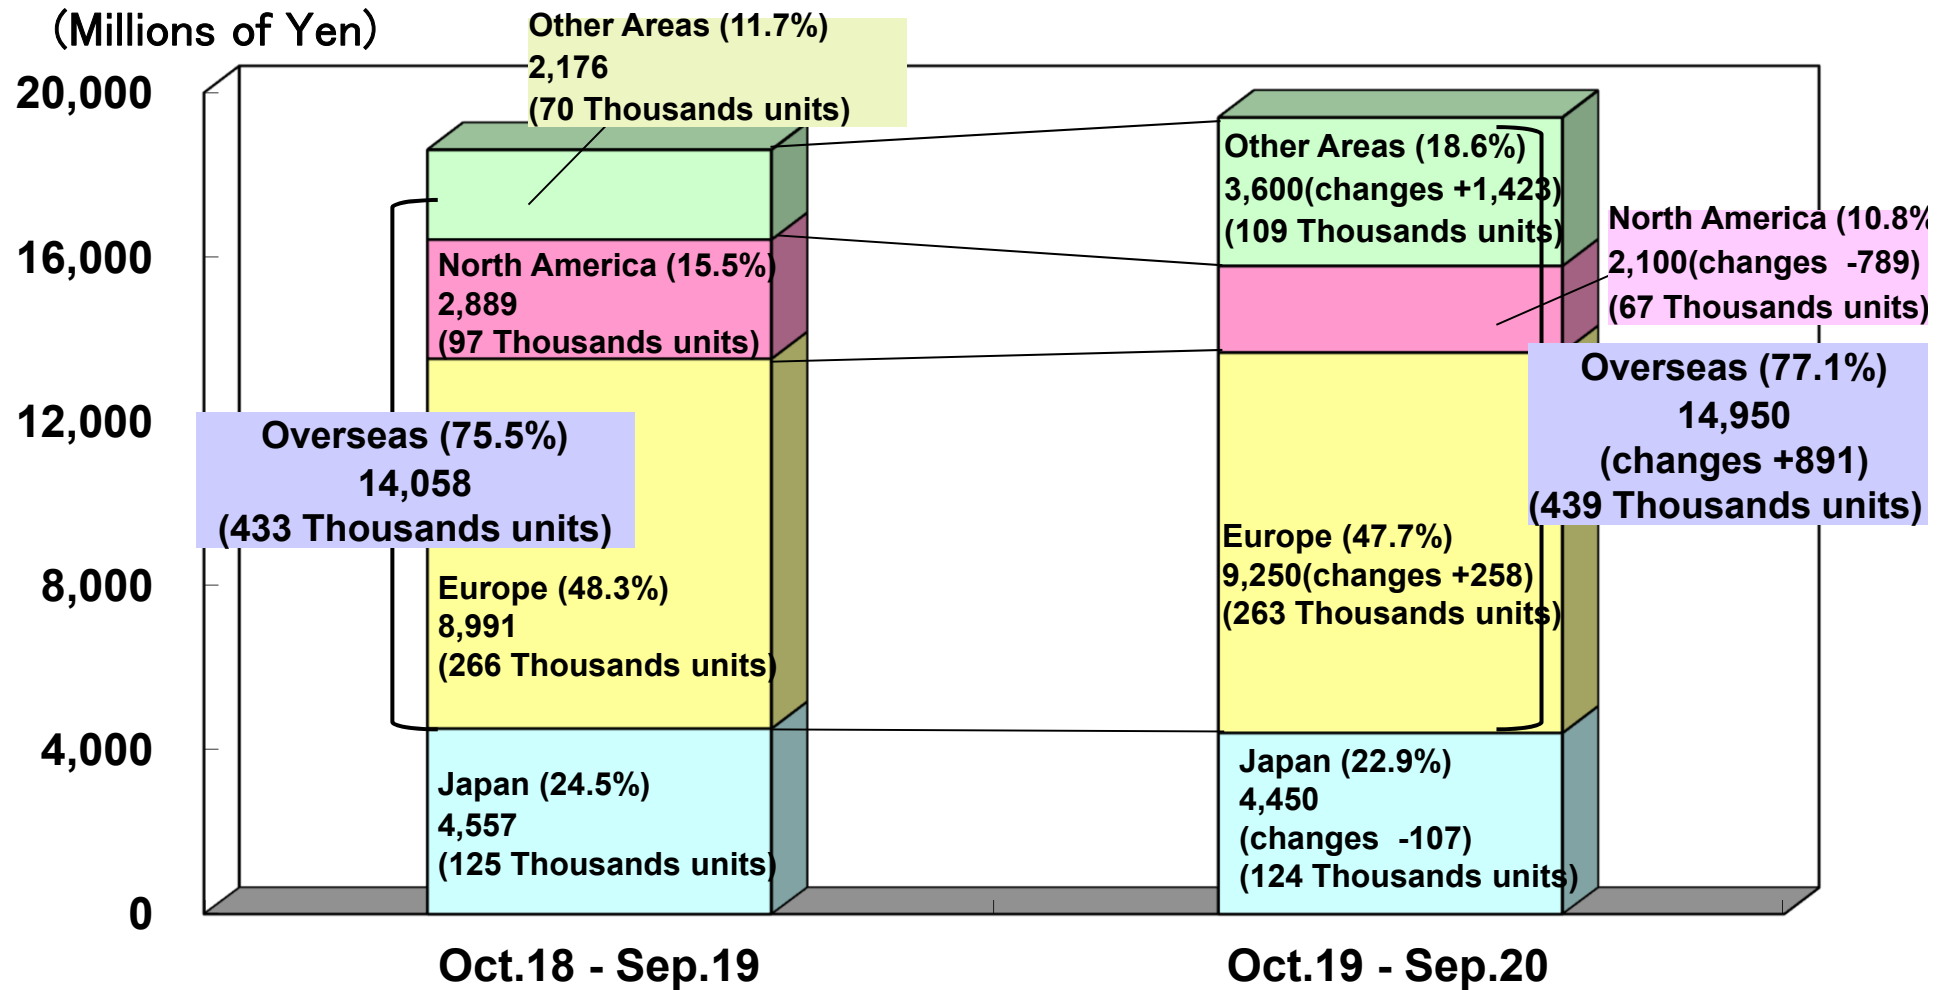 (Millions of Yen)
20,000
16,000
12,000
8,000
4,000
0
Other Areas (11.7%)
2,176
(70 Thousands units)
North America (15.5%)
2,889
(97 Thousands units)
Overseas (75.5%)
14,058
(433 Thousands units)
Europe (48.3%)
8,991
(266 Thousands units)
Japan (24.5%)
4,557
(125 Thousands units)
Other Areas (18.6%)
3,600(changes +1,423)
(109 Thousands units)
North America (10.8%
2,100(changes -789)
(67 Thousands units)
Overseas (77.1%)
14,950
(changes +891)
(439 Thousands units)
Europe (47.7%)
9,250(changes +258)
(263 Thousands units)
Japan (22.9%)
4,450
(changes -107)
(124 Thousands units)
Oct.18 - Sep.19
Oct.19 - Sep.20